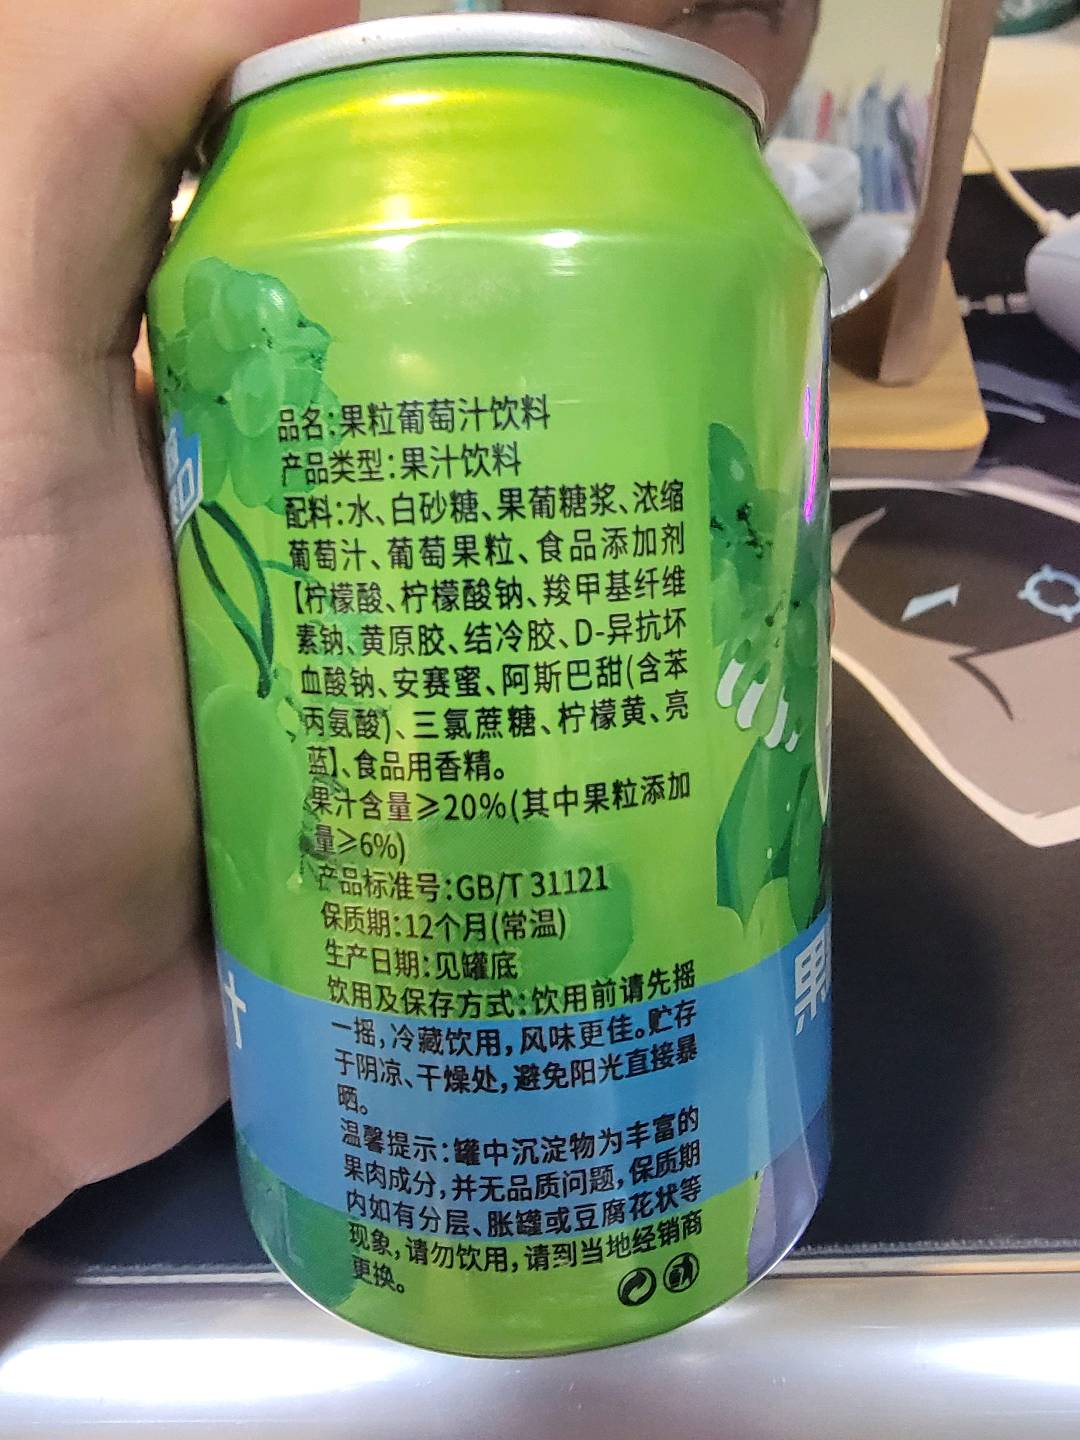 品名:果粒葡萄汁饮料
产品类型:果汁饮料
配料:水、白砂糖、果葡糖浆、浓缩
葡萄汁、葡萄果粒、食品添加剂
【柠檬酸、柠檬酸钠、羧甲基纤维
素钠、黄原胶、结冷胶、D-异抗坏
血酸钠、安赛蜜、阿斯巴甜(含苯
丙氨酸)、三氯蔗糖、柠檬黄、亮
蓝】、食品用香精。
果汁含量≥20%(其中果粒添加
量≥6%)
产品标准号:GB/T 31121
保质期:12个月(常温)
生产日期:见罐底
饮用及保存方式:饮用前请先摇
一摇,冷藏饮用,风味更佳。贮存
于阴凉、干燥处,避免阳光直接暴
晒。
温馨提示:罐中沉淀物为丰富的
果肉成分,并无品质问题,保质期
内如有分层、胀罐或豆腐花状等
现象,请勿饮用,请到当地经销商
更换。
汁
果